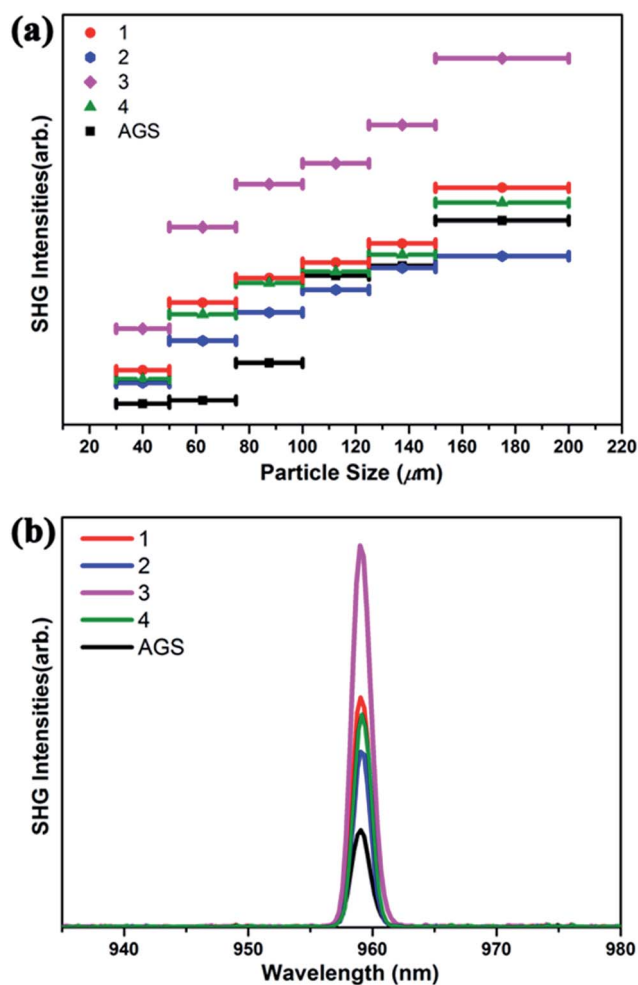 (a)
1
2
3
4
AGS
SHG Intensities(arb.)
20 40 60 80 100 120 140 160 180 200 220
Particle Size (μm)
(b)
1
2
3
4
AGS
SHG Intensities(arb.)
940 950 960 970 980
Wavelength (nm)